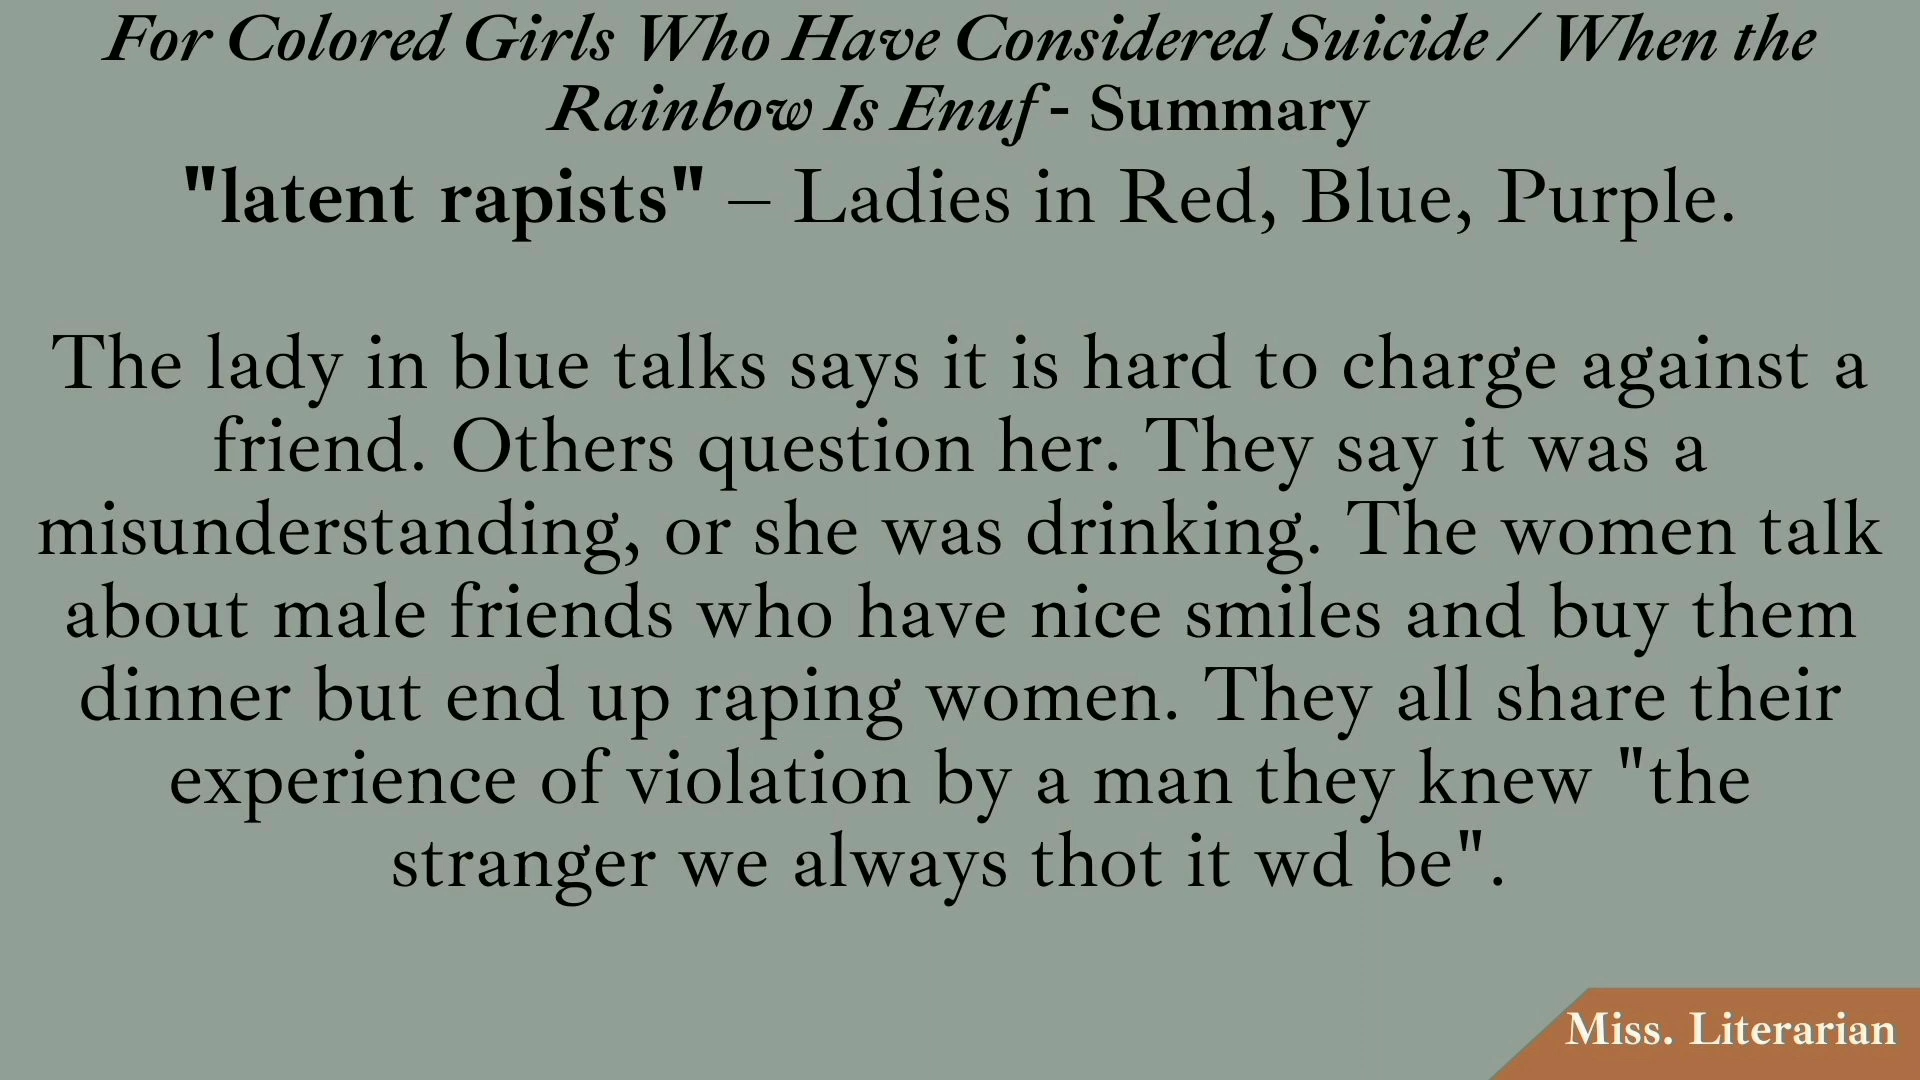 For Colored Girls Who Have Considered Suicide / When the
Rainbow Is Enuf - Summary
"latent rapists" – Ladies in Red, Blue, Purple.
The lady in blue talks says it is hard to charge against a
friend. Others question her. They say it was a
misunderstanding, or she was drinking. The women talk
about male friends who have nice smiles and buy them
dinner but end up raping women. They all share their
experience of violation by a man they knew "the
stranger we always thot it wd be".
Miss. Literarian